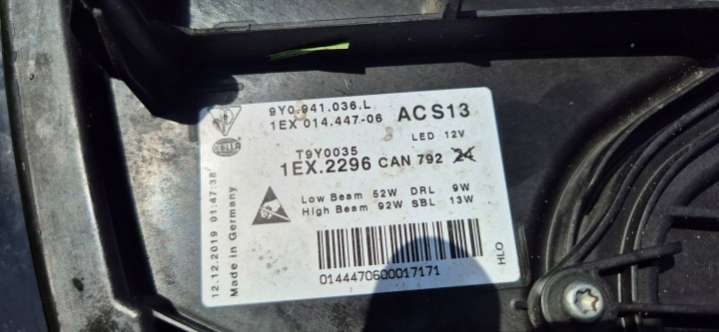 9Y0.941.036.L
1EX 014.447-06
ACS13
LED 12V
T9Y0035
1EX.2296 CAN 792 24
Low Beam 52W DRL 9W
High Beam 92W SBL 13W
0144470600017171
HLO
12.12.2019 01:47:38
Made in Germany